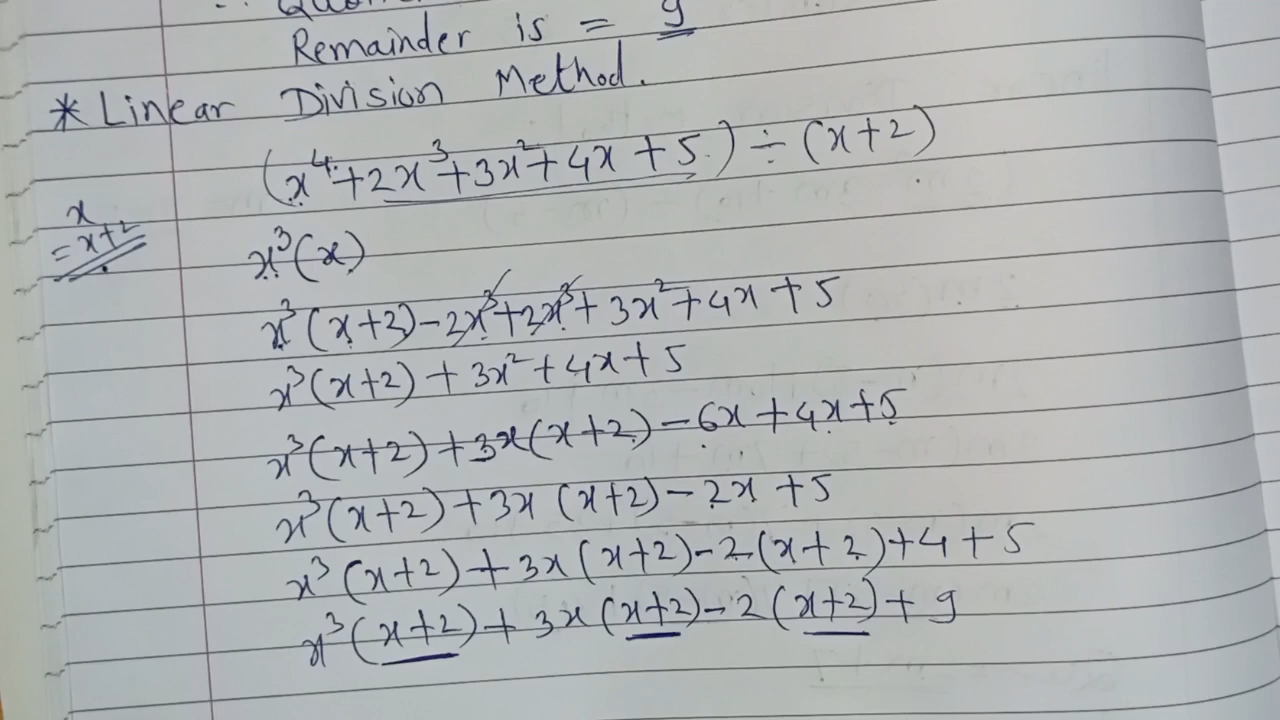 Remainder is = 9
* Linear Division Method.
(x⁴+2x³+3x²+4x+5) ÷ (x+2)
x
= x+2
x³(x)
x³(x+2)-2x³+2x³+3x²+4x+5
x³(x+2)+3x²+4x+5
x³(x+2)+3x(x+2)-6x+4x+5
x³(x+2)+3x(x+2)-2x+5
x³(x+2)+3x(x+2)-2(x+2)+4+5
x³(x+2)+3x(x+2)-2(x+2)+9